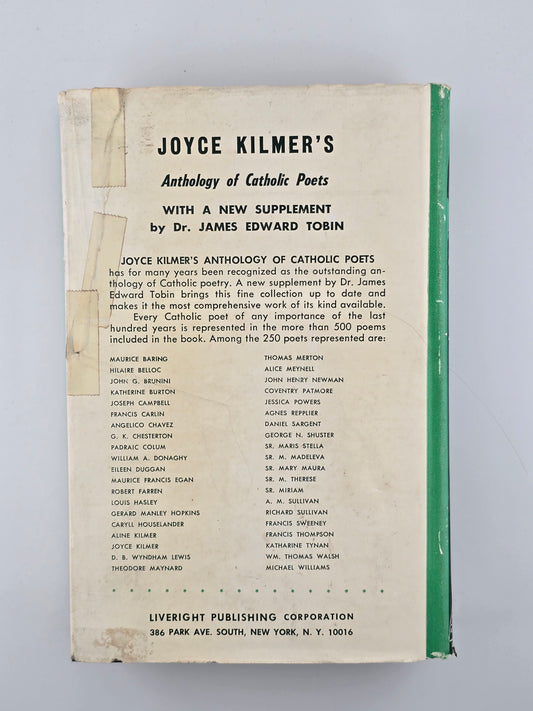 JOYCE KILMER'S
Anthology of Catholic Poets
WITH A NEW SUPPLEMENT
by Dr. JAMES EDWARD TOBIN
JOYCE KILMER'S ANTHOLOGY OF CATHOLIC POETS
has for many years been recognized as the outstanding an-
thology of Catholic poetry. A new supplement by Dr. James
Edward Tobin brings this fine collection up to date and
makes it the most comprehensive work of its kind available.
Every Catholic poet of any importance of the last
hundred years is represented in the more than 500 poems
included in the book. Among the 250 poets represented are:
MAURICE BARING
HILAIRE BELLOC
JOHN G. BRUNINI
KATHERINE BURTON
JOSEPH CAMPBELL
FRANCIS CARLIN
ANGELICO CHAVEZ
G. K. CHESTERTON
PADRAIC COLUM
WILLIAM A. DONAGHY
EILEEN DUGGAN
MAURICE FRANCIS EGAN
ROBERT FARREN
LOUIS HASLEY
GERARD MANLEY HOPKINS
CARYLL HOUSELANDER
ALINE KILMER
JOYCE KILMER
D. B. WYNDHAM LEWIS
THEODORE MAYNARD
THOMAS MERTON
ALICE MEYNELL
JOHN HENRY NEWMAN
COVENTRY PATMORE
JESSICA POWERS
AGNES REPPLIER
DANIEL SARGENT
GEORGE N. SHUSTER
SR. MARIS STELLA
SR. M. MADELEVA
SR. MARY MAURA
SR. M. THERESE
SR. MIRIAM
A. M. SULLIVAN
RICHARD SULLIVAN
FRANCIS SWEENEY
FRANCIS THOMPSON
KATHARINE TYNAN
WM. THOMAS WALSH
MICHAEL WILLIAMS
LIVERIGHT PUBLISHING CORPORATION
386 PARK AVE. SOUTH, NEW YORK, N. Y. 10016